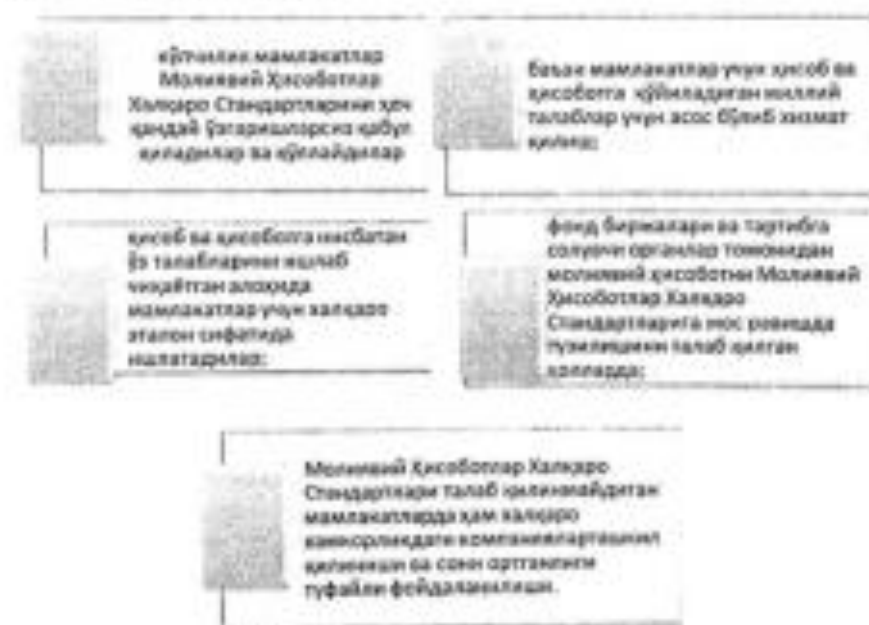 кўпчилик мамлакатлар
Молиявий Ҳисоботлар
Халқаро Стандартларини ҳеч
қандай ўзгаришларсиз қабул
қиладилар ва қўллайдилар
баъзи мамлакатлар учун ҳисоб ва
ҳисоботга қўйиладиган миллий
талаблар учун асос бўлиб хизмат
қилиш;
ҳисоб ва ҳисоботга нисбатан
ўз талабларини ишлаб
чиқаётган алоҳида
мамлакатлар учун халқаро
эталон сифатида
ишлатадилар;
фонд биржалари ва тартибга
солувчи органлар томонидан
молиявий ҳисоботни Молиявий
Ҳисоботлар Халқаро
Стандартларига мос равишда
тузилишини талаб қилган
ҳолларда;
Молиявий Ҳисоботлар Халқаро
Стандартлари талаб қилинмайдиган
мамлакатларда ҳам халқаро
ҳамкорликдаги компанияларташкил
қилиниши ва сони ортганлиги
туфайли фойдаланилиши.